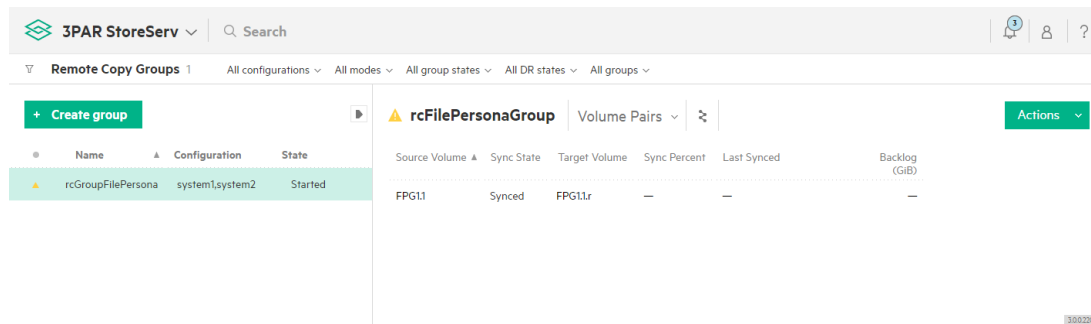 3PAR StoreServ Search 3 ?
Remote Copy Groups 1 All configurations All modes All group states All DR states All groups
+ Create group
Name Configuration State
rcGroupFilePersona system1,system2 Started
rcFilePersonaGroup Volume Pairs Actions
Source Volume Sync State Target Volume Sync Percent Last Synced Backlog
(GiB)
FPG1.1 Synced FPG1.1.r — — —